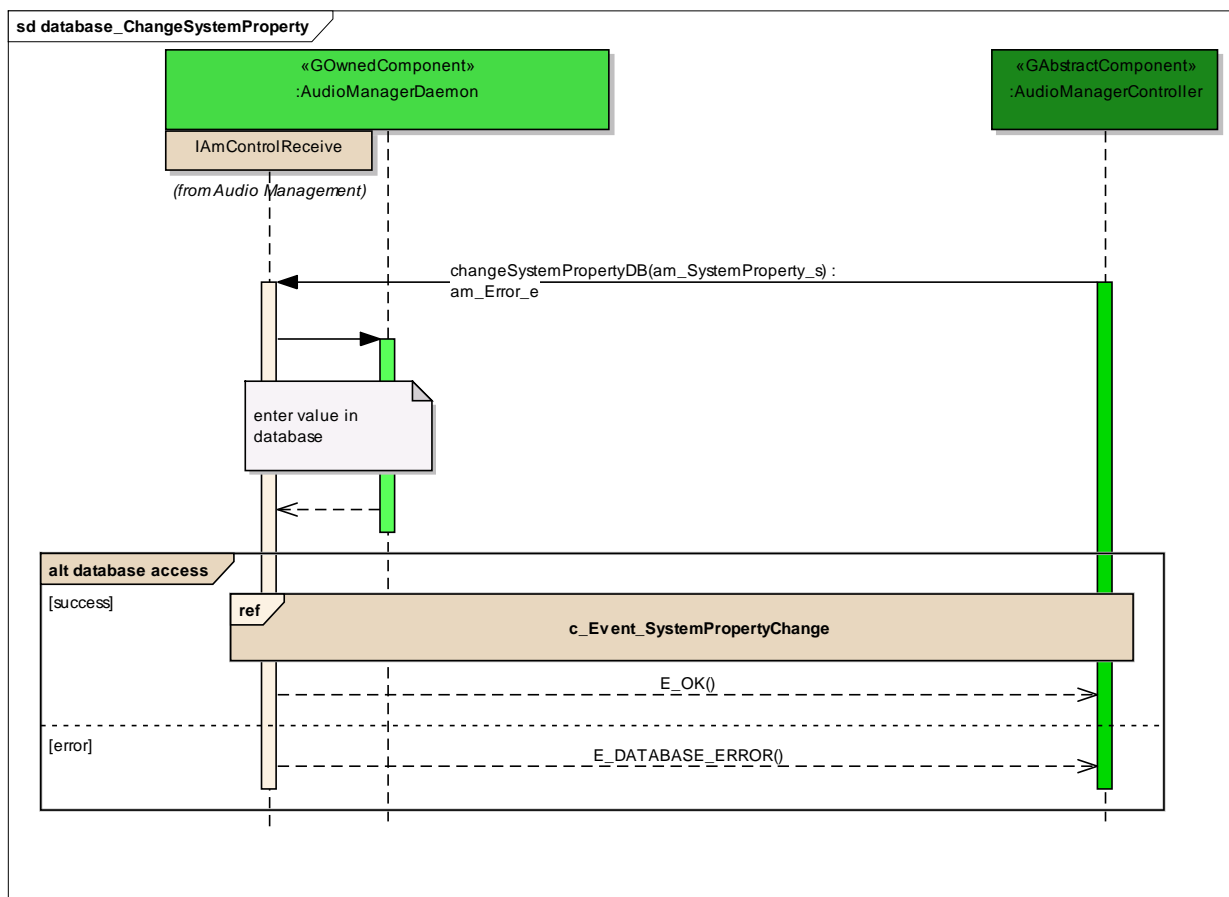 sd database_ChangeSystemProperty
«GOwnedComponent»
:AudioManagerDaemon
«GAbstractComponent»
:AudioManagerController
IAmControlReceive
(from Audio Management)
changeSystemPropertyDB(am_SystemProperty_s) :
am_Error_e
enter value in
database
alt database access
[success]
ref
c_Event_SystemPropertyChange
E_OK()
[error]
E_DATABASE_ERROR()